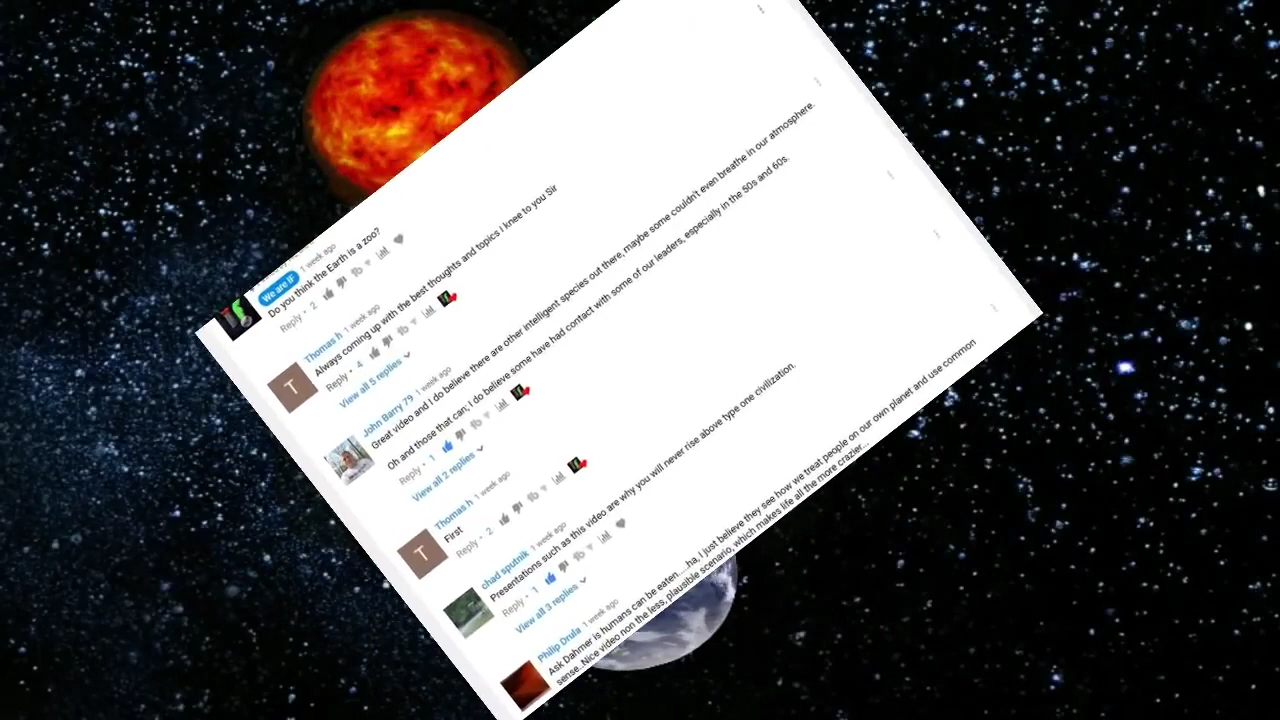 We are IF 1 week ago
Do you think the Earth is a zoo?
Reply • 2
Thomas h 1 week ago
Always coming up with the best thoughts and topics I knee to you Sir
Reply • 4
View all 5 replies
John Barry 79 1 week ago
Great video and I do believe there are other intelligent species out there, maybe some couldn't even breathe in our atmosphere.
Oh and those that can; I do believe some have had contact with some of our leaders, especially in the 50s and 60s.
Reply • 1
View all 2 replies
Thomas h 1 week ago
First
Reply • 2
chad sputnik 1 week ago
Presentations such as this video are why you will never rise above type one civilization.
Reply • 1
View all 3 replies
Philip Drula 1 week ago
Ask Dahmer is humans can be eaten....ha, I just believe they see how we treat people on our own planet and use common
sense..Nice video non the less, plausible scenario, which makes life all the more crazier...
T
T